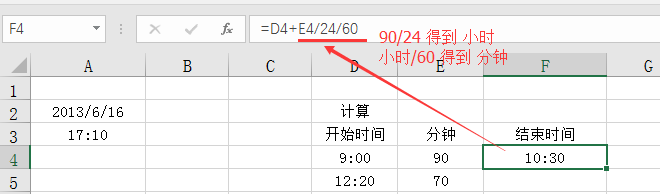 F4 =D4+E4/24/60
90/24 得到 小时
小时/60 得到 分钟
A B C D E F G
1
2 2013/6/16 计算
3 17:10 开始时间 分钟 结束时间
4 9:00 90 10:30
5 12:20 70